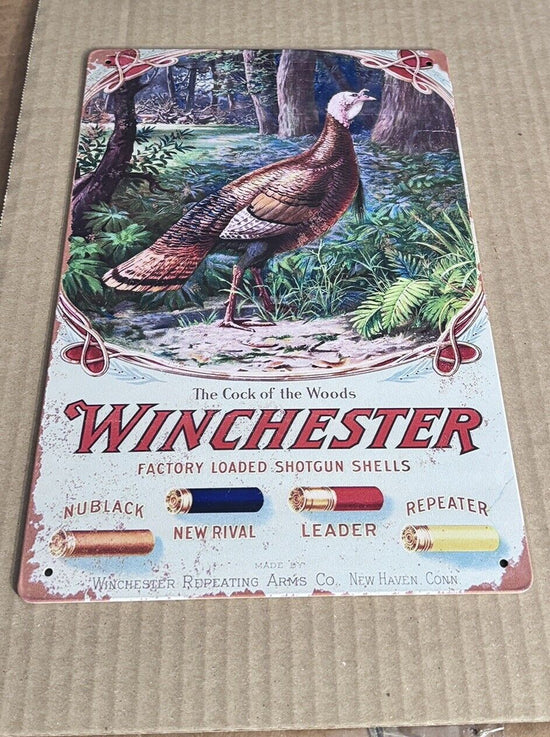 The Cock of the Woods
WINCHESTER
FACTORY LOADED SHOTGUN SHELLS
NUBLACK
NEW RIVAL
LEADER
REPEATER
MADE BY
WINCHESTER REPEATING ARMS CO., NEW HAVEN, CONN.